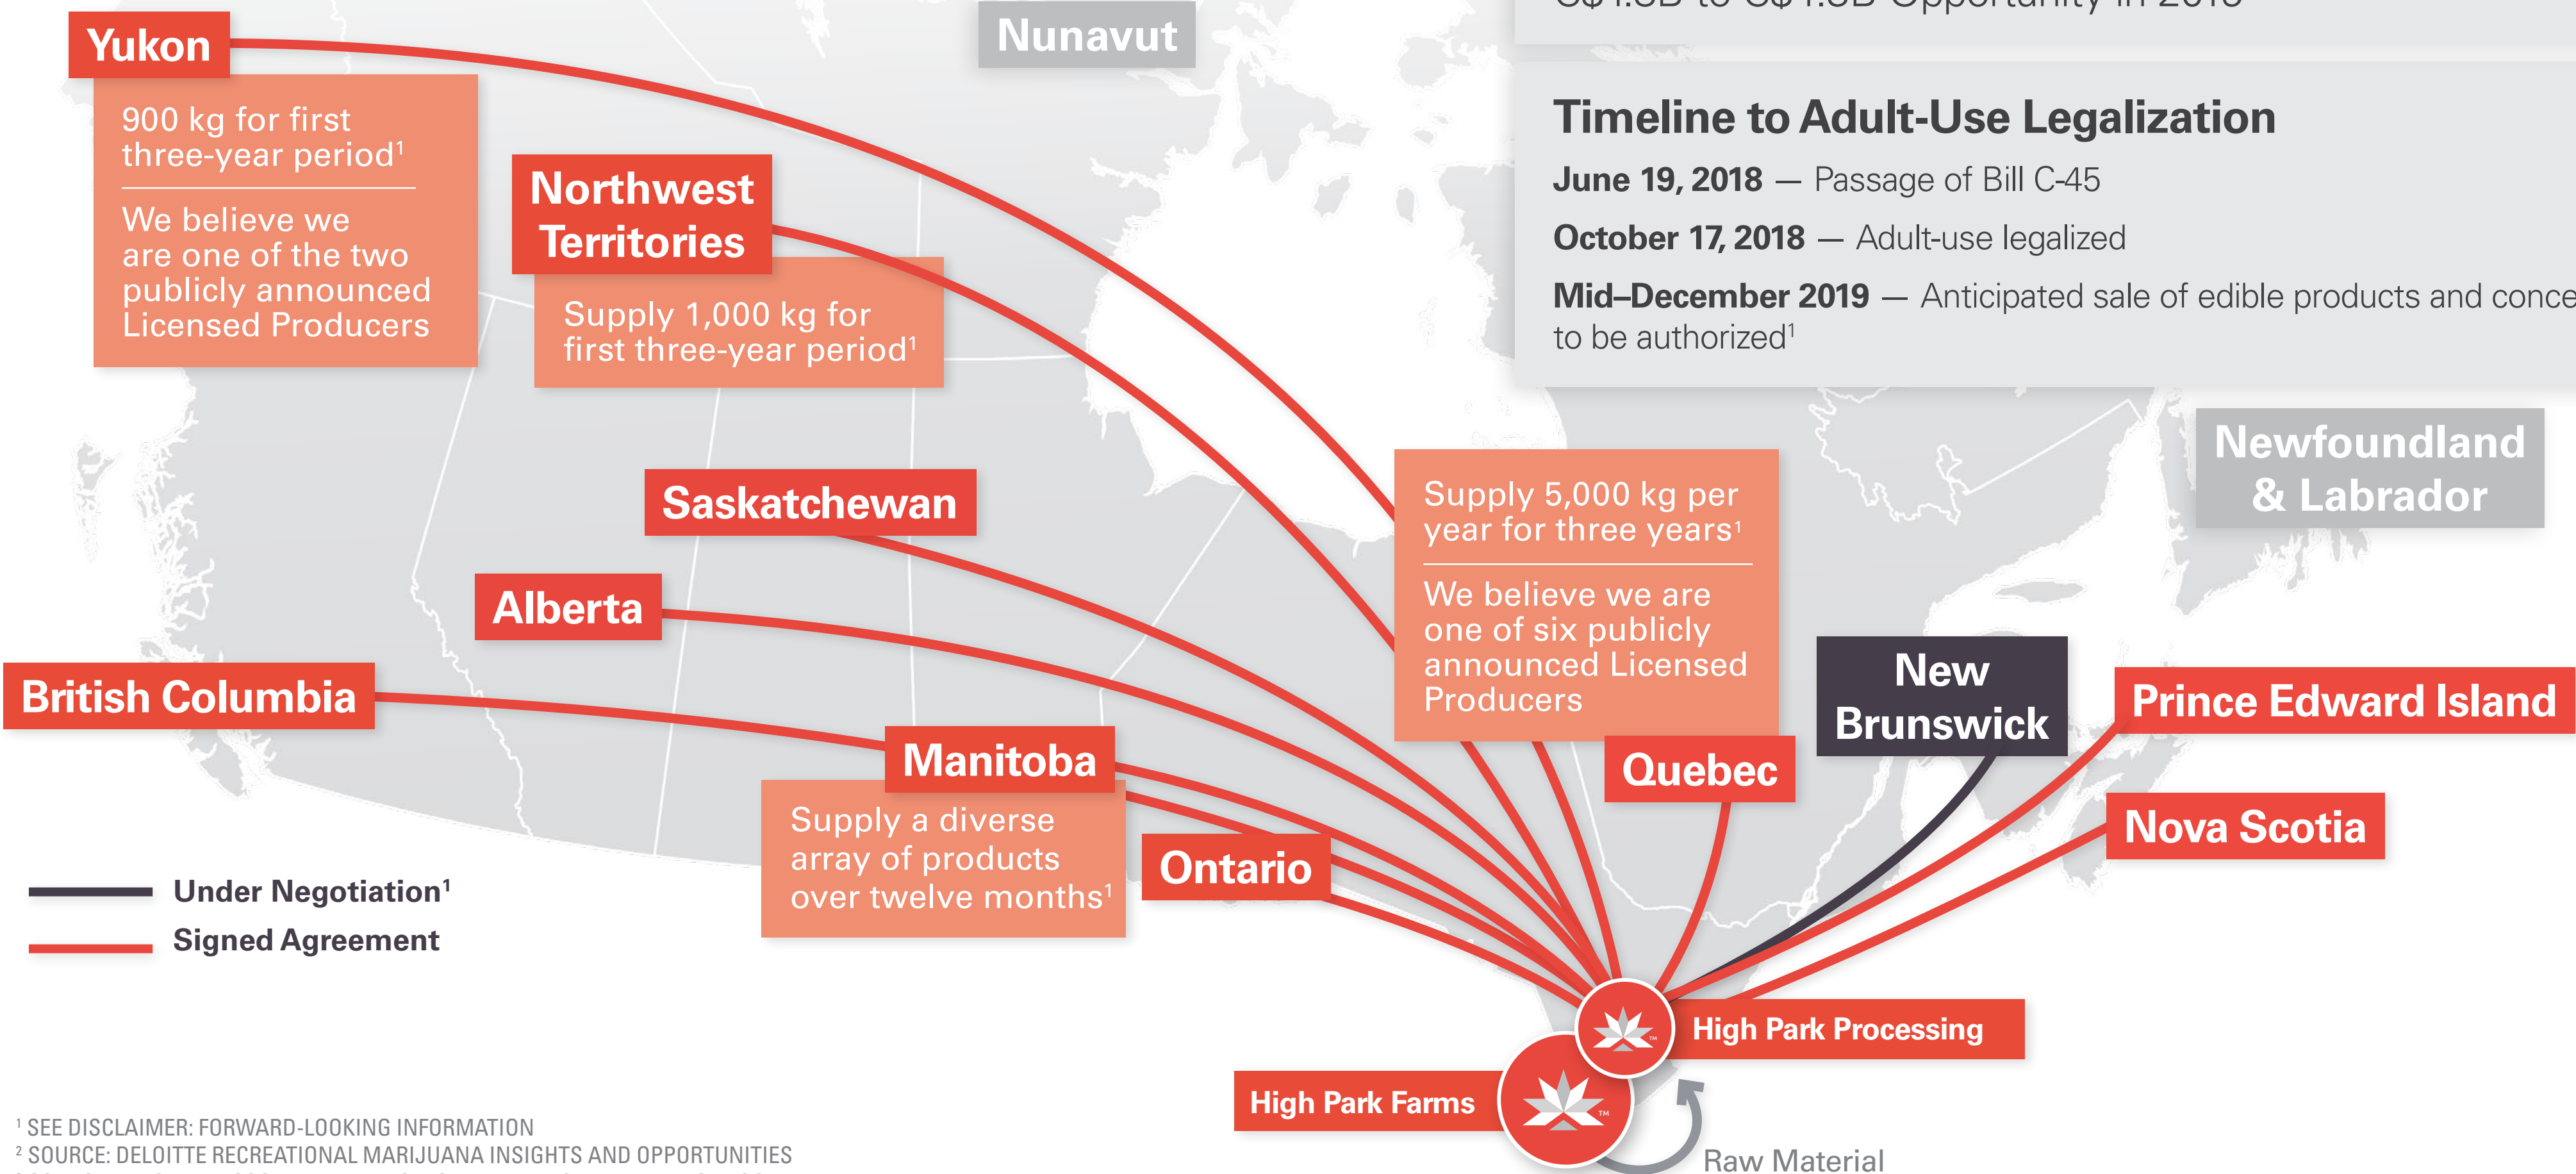 Yukon
900 kg for first
three-year period¹
We believe we
are one of the two
publicly announced
Licensed Producers
Northwest
Territories
Supply 1,000 kg for
first three-year period¹
Nunavut
Timeline to Adult-Use Legalization
June 19, 2018 — Passage of Bill C-45
October 17, 2018 — Adult-use legalized
Mid–December 2019 — Anticipated sale of edible products and
to be authorized¹
Newfoundland
& Labrador
Saskatchewan
Alberta
British Columbia
Manitoba
Supply a diverse
array of products
over twelve months¹
Ontario
Supply 5,000 kg per
year for three years¹
We believe we are
one of six publicly
announced Licensed
Producers
Quebec
New
Brunswick
Prince Edward Island
Nova Scotia
Under Negotiation¹
Signed Agreement
High Park Processing
High Park Farms
TM
TM
Raw Material
¹ SEE DISCLAIMER: FORWARD-LOOKING INFORMATION
² SOURCE: DELOITTE RECREATIONAL MARIJUANA INSIGHTS AND OPPORTUNITIES